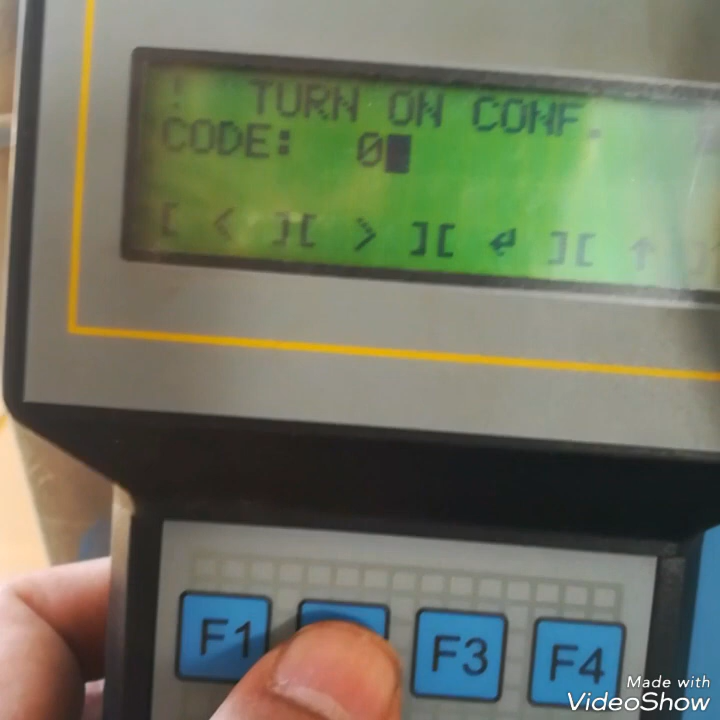 ! TURN ON CONF.
CODE: 0
[ < ][ > ][ ↵ ][ ↑ ]
F1
F3
F4
Made with
VideoShow